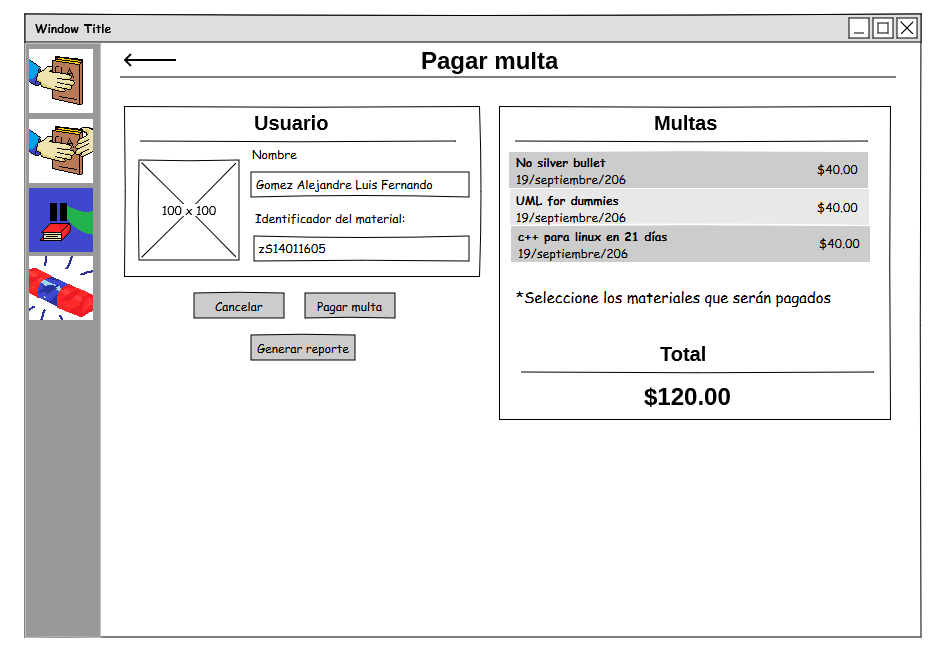 Window Title
Pagar multa
Usuario
Nombre
100 x 100
Gomez Alejandre Luis Fernando
Identificador del material:
zS14011605
Cancelar
Pagar multa
Generar reporte
Multas
No silver bullet
19/septiembre/206
$40,00
UML for dummies
19/septiembre/206
$40,00
c++ para linux en 21 días
19/septiembre/206
$40,00
*Seleccione los materiales que serán pagados
Total
$120.00